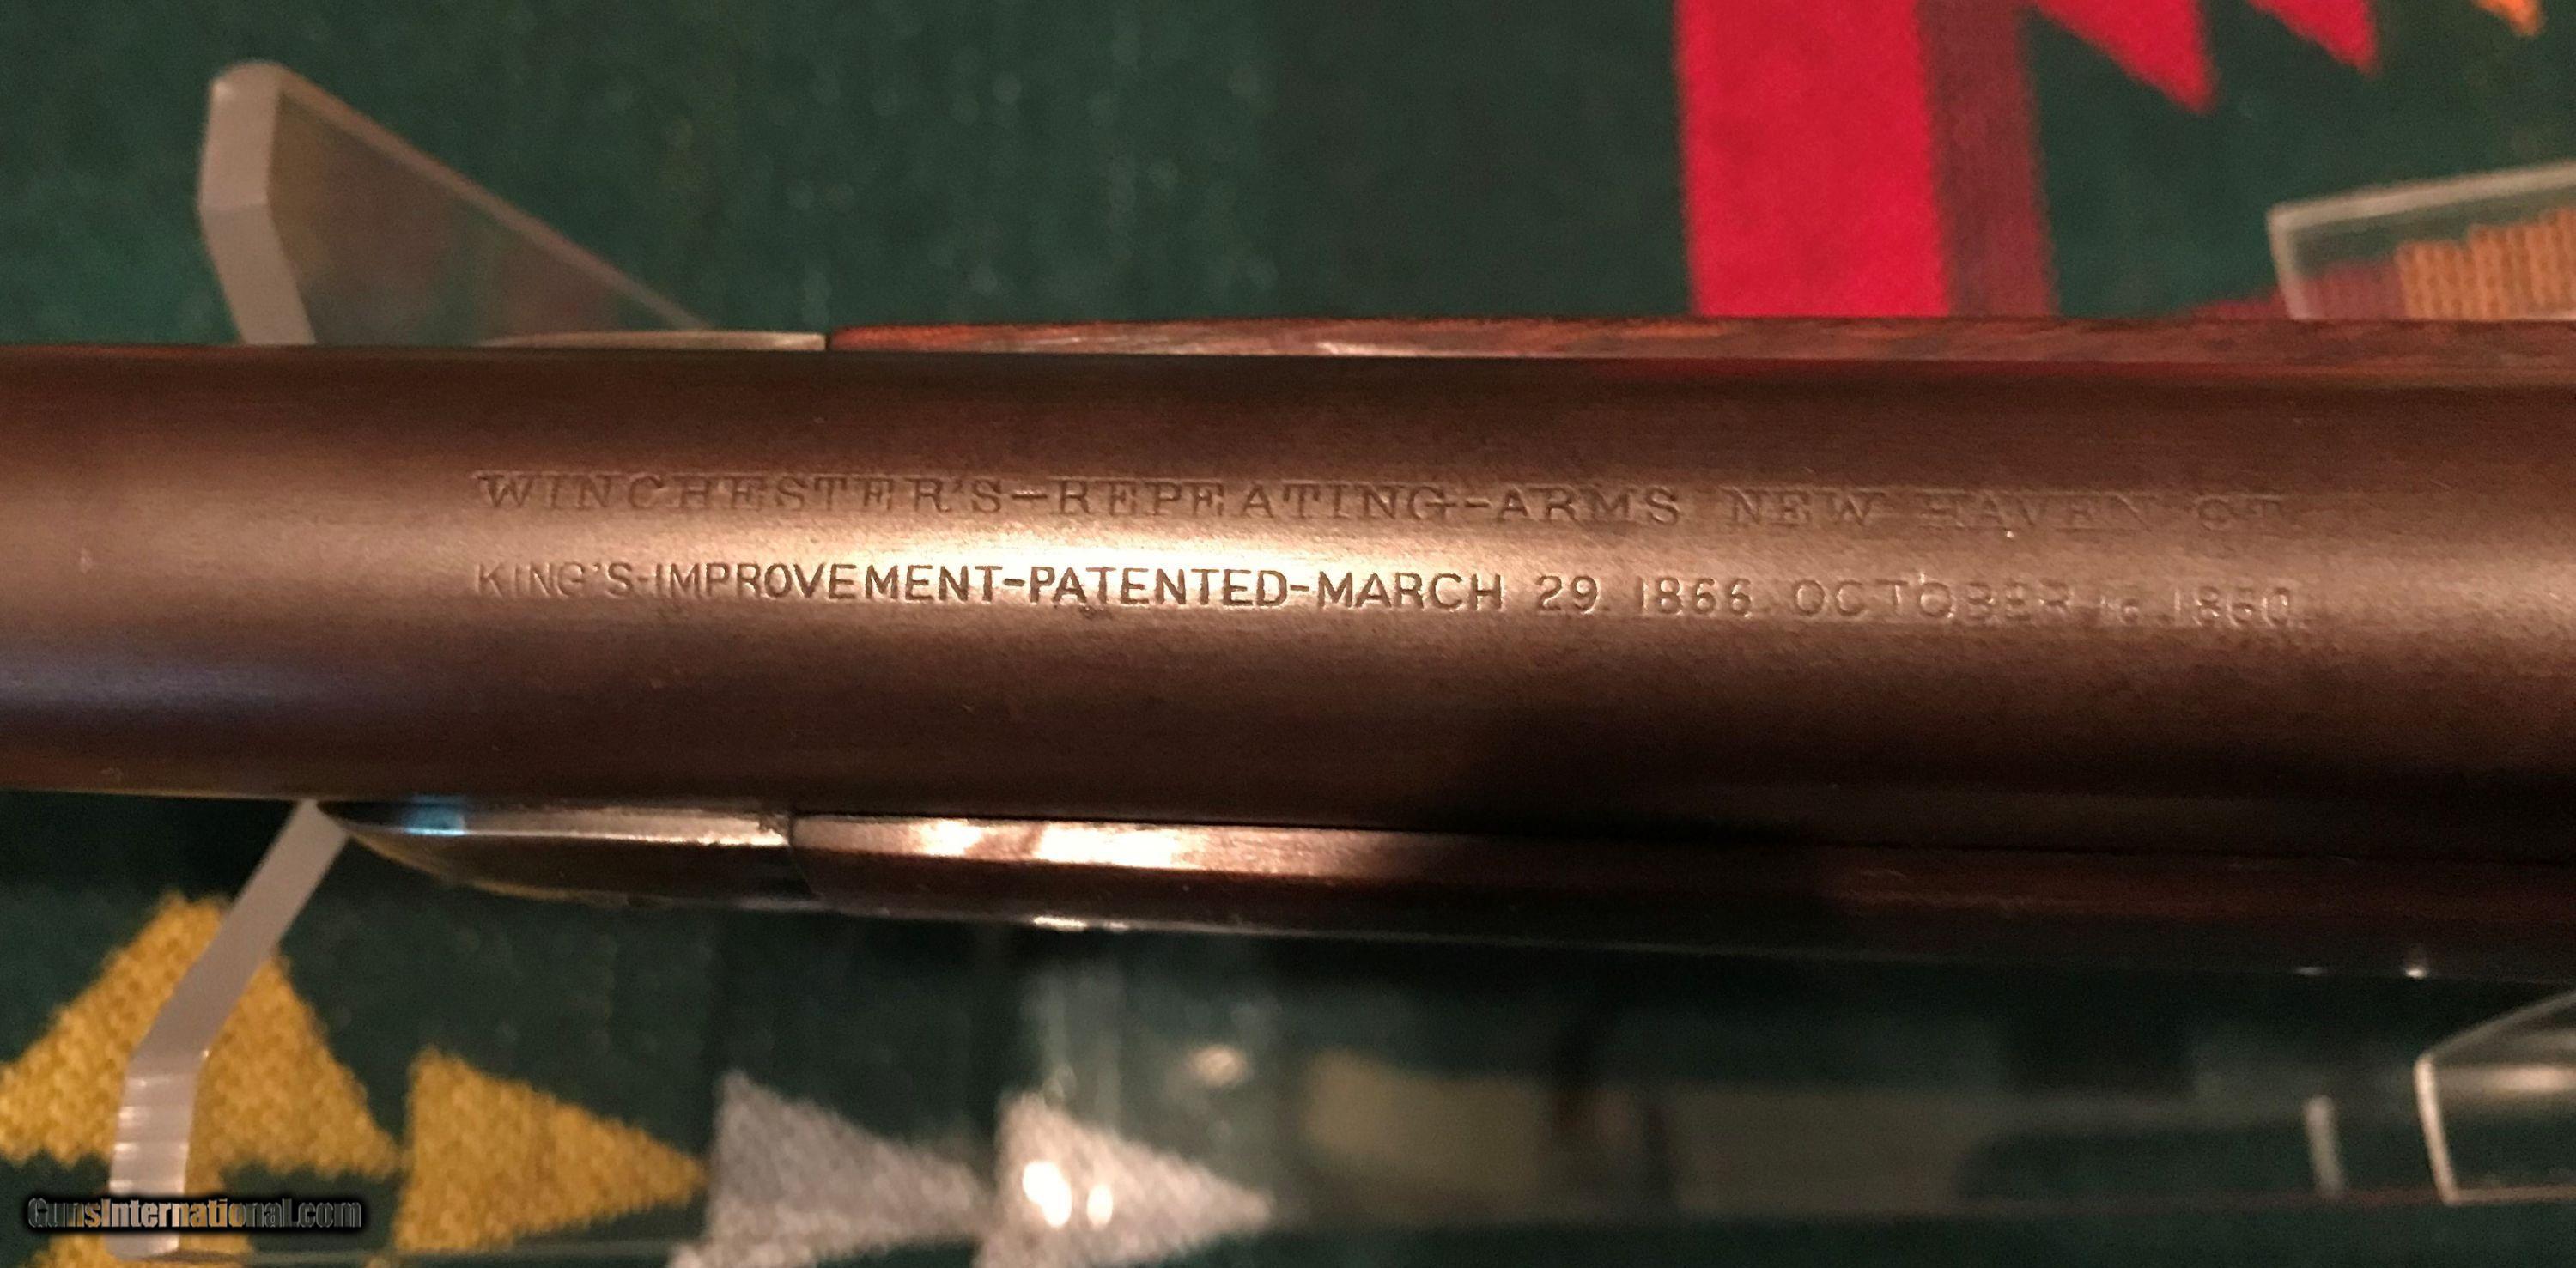 WINCHESTER'S-REPEATING-ARMS NEW HAVEN CT.
KING'S-IMPROVEMENT-PATENTED-MARCH 29. 1866. OCTOBER 16. 1860.
GunsInternational.com